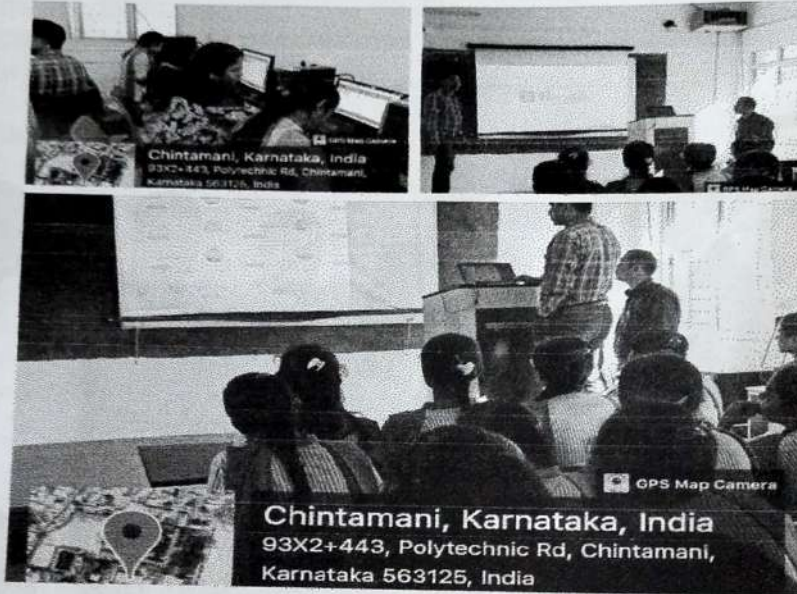 GPS Map Camera
Chintamani, Karnataka, India
93X2+443, Polytechnic Rd, Chintamani,
Karnataka 563125, India
GPS Map Camera
GPS Map Camera
Chintamani, Karnataka, India
93X2+443, Polytechnic Rd, Chintamani,
Karnataka 563125, India